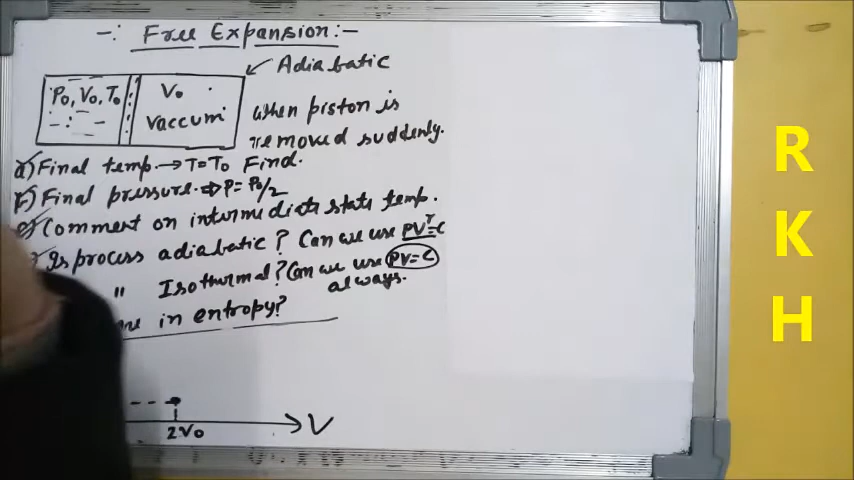 -: Free Expansion:-
Adiabatic
P0, V0, T0
V0
vaccum
when piston is
removed suddenly.
a) Final temp. → T=T0 Find.
b) Final pressure. ⇒ P= P0/2
c) Comment on intermediate state temp.
Is process adiabatic? Can we use PV^r=C
" Isothermal? Can we use PV=C
always.
in entropy?
2V0
V
R
K
H